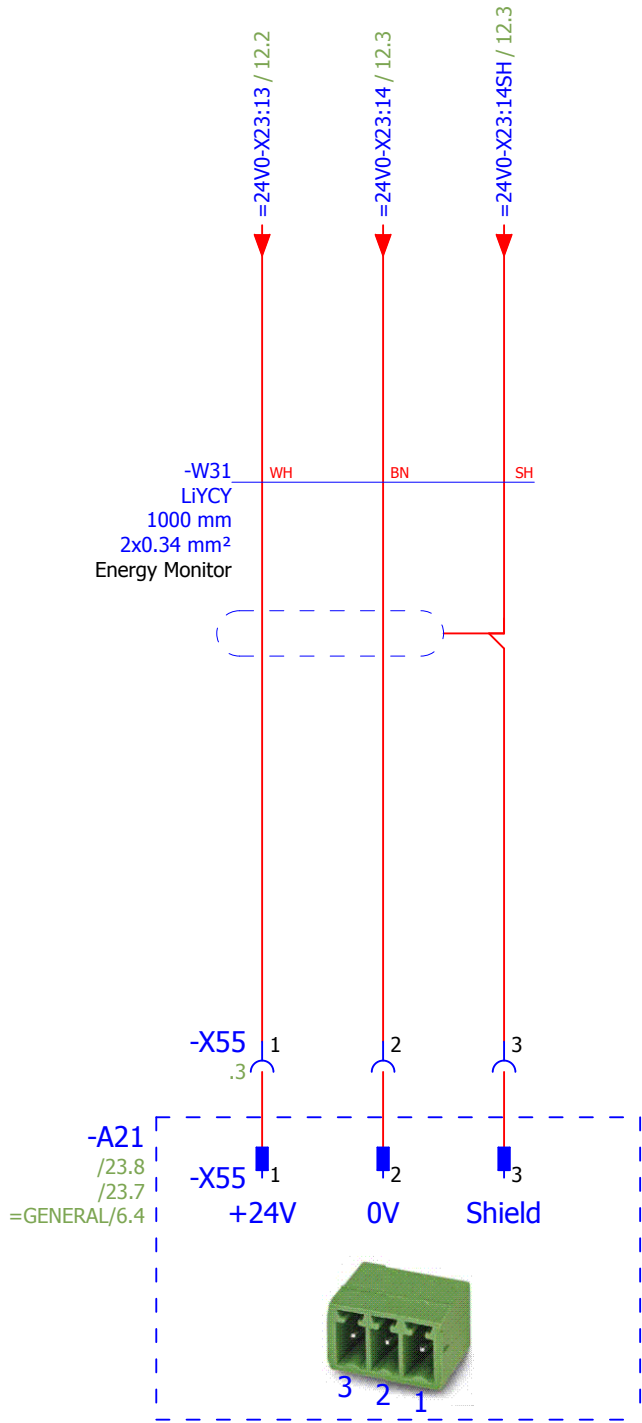 =24V0-X23:13 / 12.2
=24V0-X23:14 / 12.3
=24V0-X23:14SH / 12.3
-W31
WH
BN
SH
LiYCY
1000 mm
2x0.34 mm²
Energy Monitor
-X55
1
2
3
.3
-A21
/23.8
/23.7
=GENERAL/6.4
-X55
1
2
3
+24V
0V
Shield
3
2
1